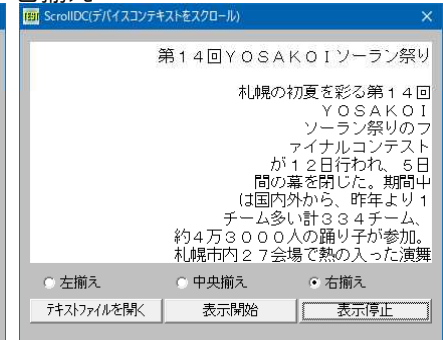 ScrollDC(デバイスコンテキストをスクロール)
第14回YOSAKOIソーラン祭り
札幌の初夏を彩る第14回
YOSAKOI
ソーラン祭りのフ
ァイナルコンテスト
が12日行われ、5日
間の幕を閉じた。期間中
は国内外から、昨年より1
チーム多い計334チーム、
約4万3000人の踊り子が参加。
札幌市内27会場で熱の入った演舞
左揃え
中央揃え
右揃え
テキストファイルを開く
表示開始
表示停止